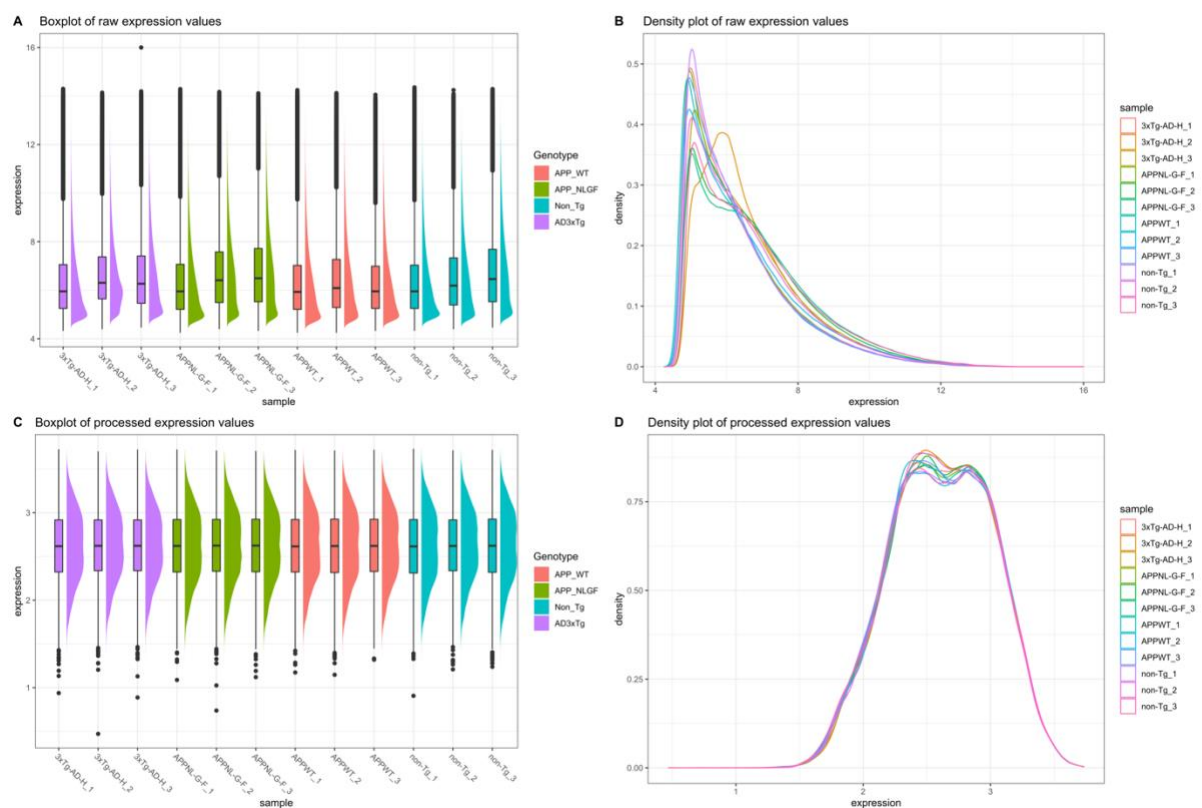 A Boxplot of raw expression values
16
12
8
4
expression
3xTg-AD-H_1
3xTg-AD-H_2
3xTg-AD-H_3
APPNL-G-F_1
APPNL-G-F_2
APPNL-G-F_3
APPWT_1
APPWT_2
APPWT_3
non-Tg_1
non-Tg_2
non-Tg_3
sample
Genotype
APP_WT
APP_NLGF
Non_Tg
AD3xTg
B Density plot of raw expression values
0.5
0.4
0.3
0.2
0.1
0.0
density
4 8 12 16
expression
sample
3xTg-AD-H_1
3xTg-AD-H_2
3xTg-AD-H_3
APPNL-G-F_1
APPNL-G-F_2
APPNL-G-F_3
APPWT_1
APPWT_2
APPWT_3
non-Tg_1
non-Tg_2
non-Tg_3
C Boxplot of processed expression values
3
2
1
expression
3xTg-AD-H_1
3xTg-AD-H_2
3xTg-AD-H_3
APPNL-G-F_1
APPNL-G-F_2
APPNL-G-F_3
APPWT_1
APPWT_2
APPWT_3
non-Tg_1
non-Tg_2
non-Tg_3
sample
Genotype
APP_WT
APP_NLGF
Non_Tg
AD3xTg
D Density plot of processed expression values
0.75
0.50
0.25
0.00
density
1 2 3
expression
sample
3xTg-AD-H_1
3xTg-AD-H_2
3xTg-AD-H_3
APPNL-G-F_1
APPNL-G-F_2
APPNL-G-F_3
APPWT_1
APPWT_2
APPWT_3
non-Tg_1
non-Tg_2
non-Tg_3